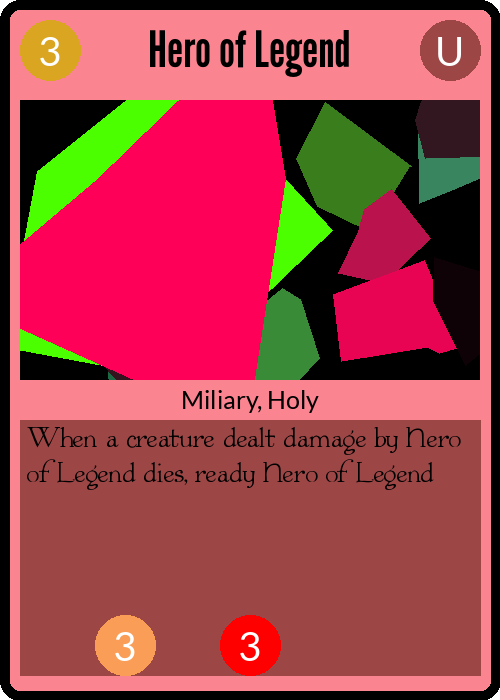 3
Hero of Legend
U
Miliary, Holy
When a creature dealt damage by Hero
of Legend dies, ready Hero of Legend
3
3